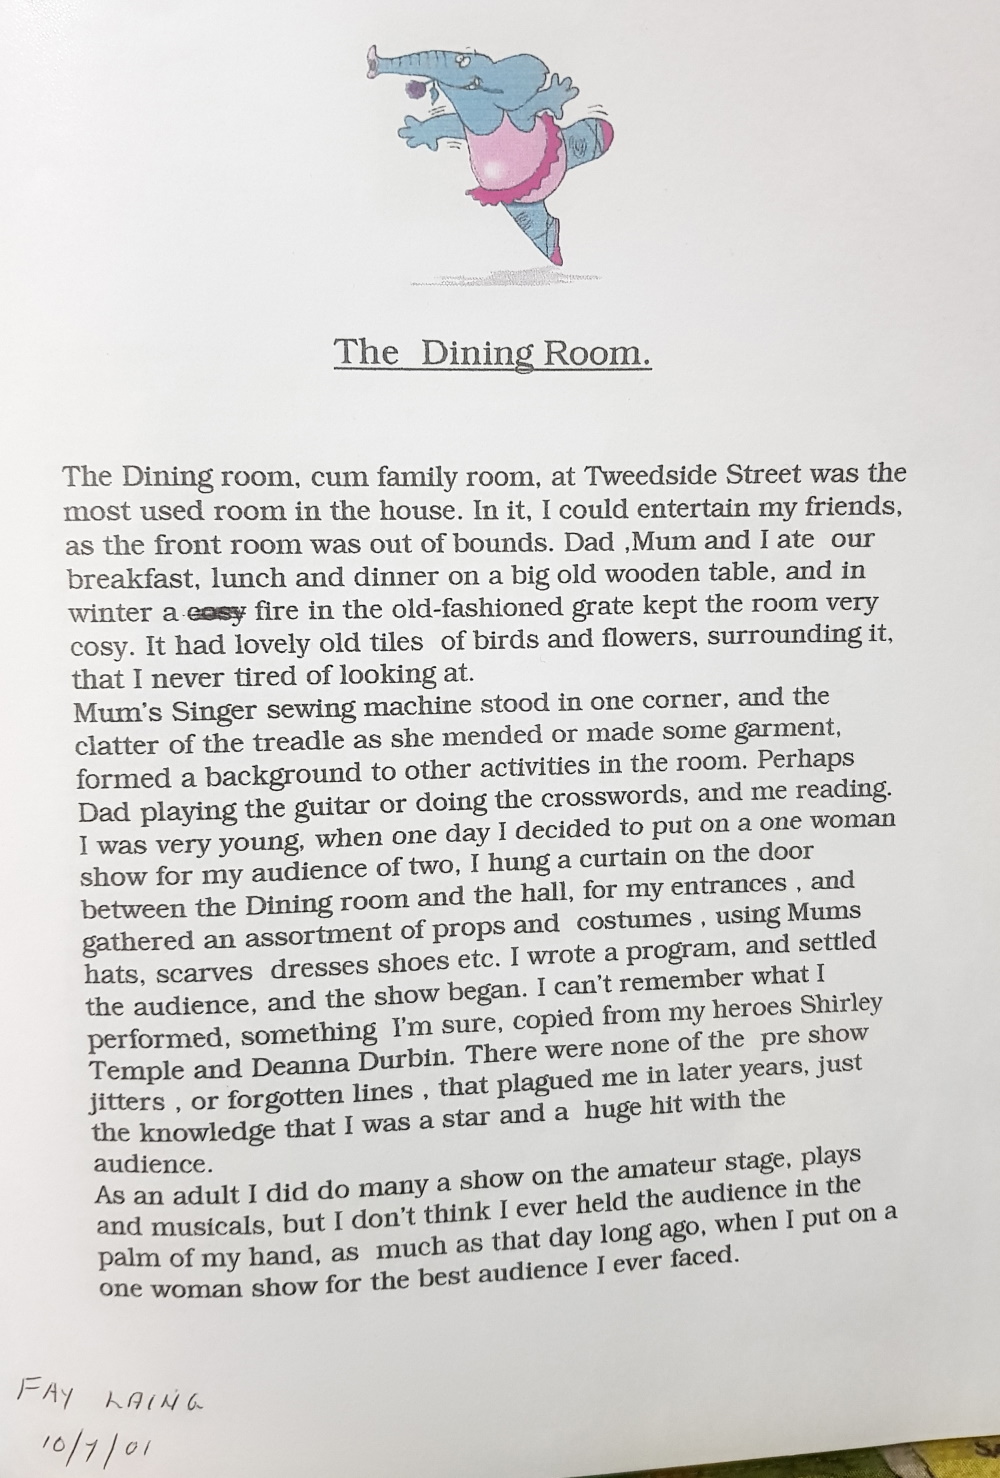 The Dining Room.
The Dining room, cum family room, at Tweedside Street was the
most used room in the house. In it, I could entertain my friends,
as the front room was out of bounds. Dad ,Mum and I ate our
breakfast, lunch and dinner on a big old wooden table, and in
winter a cosy fire in the old-fashioned grate kept the room very
cosy. It had lovely old tiles of birds and flowers, surrounding it,
that I never tired of looking at.
Mum's Singer sewing machine stood in one corner, and the
clatter of the treadle as she mended or made some garment,
formed a background to other activities in the room. Perhaps
Dad playing the guitar or doing the crosswords, and me reading.
I was very young, when one day I decided to put on a one woman
show for my audience of two, I hung a curtain on the door
between the Dining room and the hall, for my entrances , and
gathered an assortment of props and costumes , using Mums
hats, scarves dresses shoes etc. I wrote a program, and settled
the audience, and the show began. I can't remember what I
performed, something I'm sure, copied from my heroes Shirley
Temple and Deanna Durbin. There were none of the pre show
jitters , or forgotten lines , that plagued me in later years, just
the knowledge that I was a star and a huge hit with the
audience.
As an adult I did do many a show on the amateur stage, plays
and musicals, but I don't think I ever held the audience in the
palm of my hand, as much as that day long ago, when I put on a
one woman show for the best audience I ever faced.
FAY LAING
10/7/01